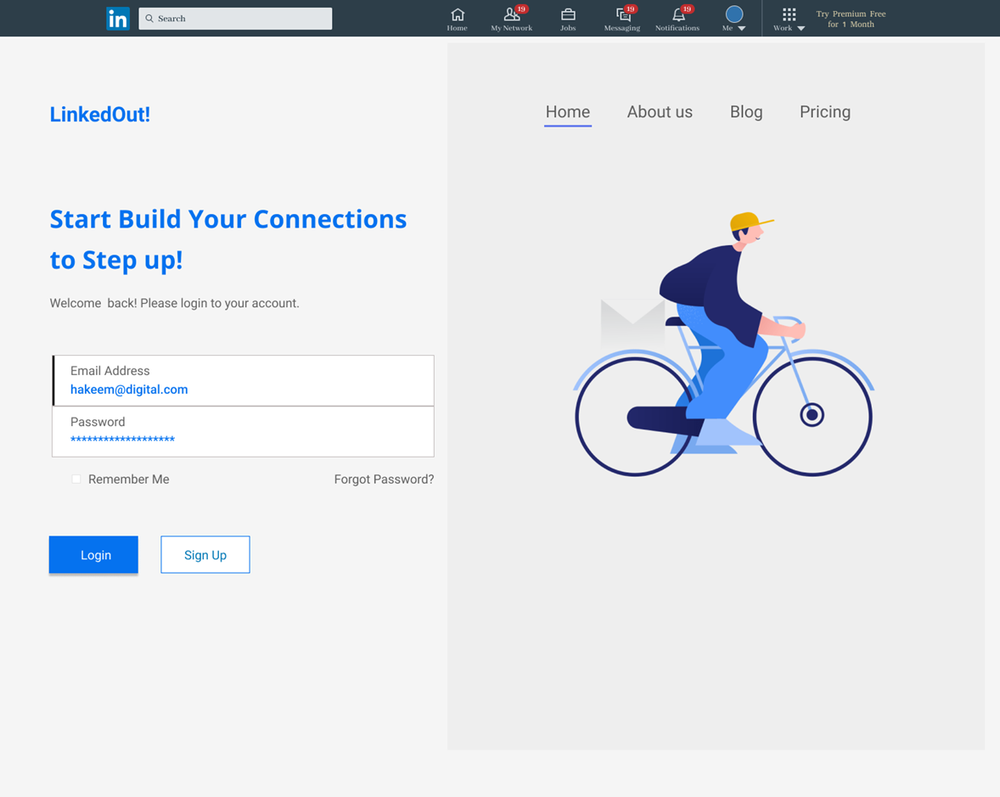 in
Search
19
19
19
Home
My Network
Jobs
Messaging
Notifications
Me
Work
Try Premium Free
for 1 Month
LinkedOut!
Home
About us
Blog
Pricing
Start Build Your Connections
to Step up!
Welcome back! Please login to your account.
Email Address
hakeem@digital.com
Password
*******************
Remember Me
Forgot Password?
Login
Sign Up